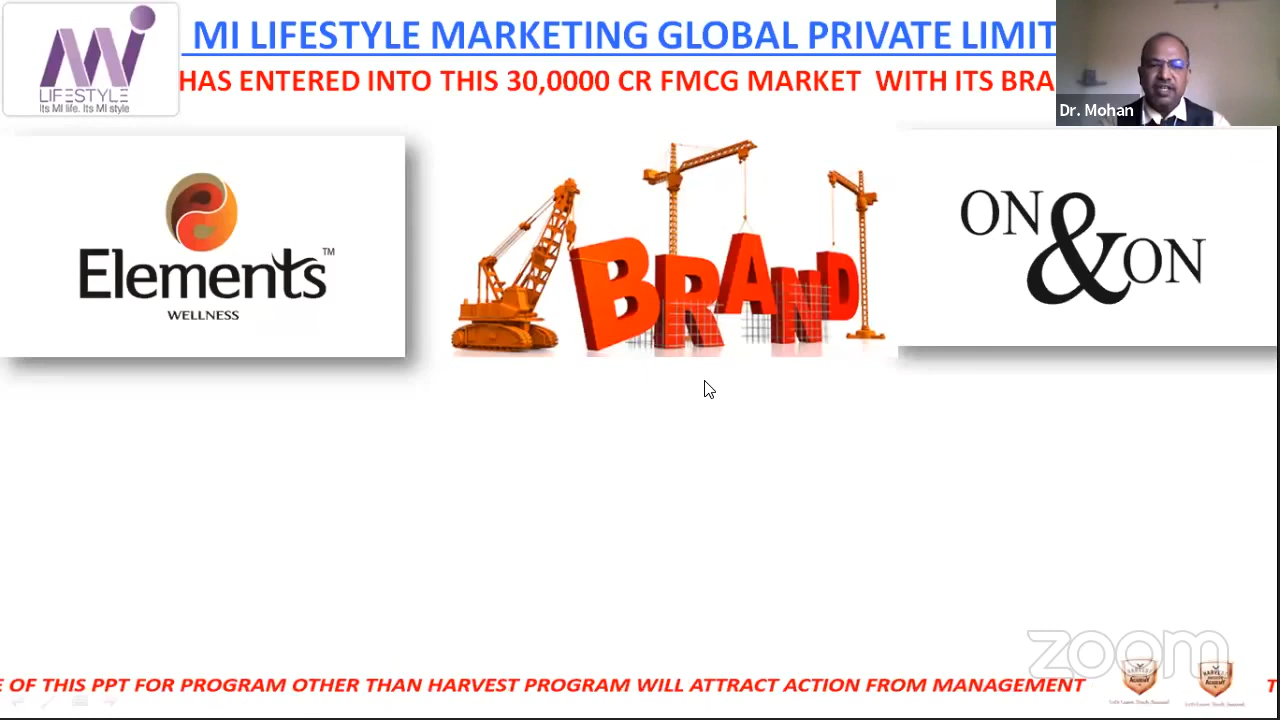 MI LIFESTYLE MARKETING GLOBAL PRIVATE LIMIT
HAS ENTERED INTO THIS 30,0000 CR FMCG MARKET WITH ITS BRA
MI
LIFESTYLE
Its MI life. Its MI style
Dr. Mohan
Elements™
WELLNESS
BRAND
ON & ON
zoom
E OF THIS PPT FOR PROGRAM OTHER THAN HARVEST PROGRAM WILL ATTRACT ACTION FROM MANAGEMENT
T